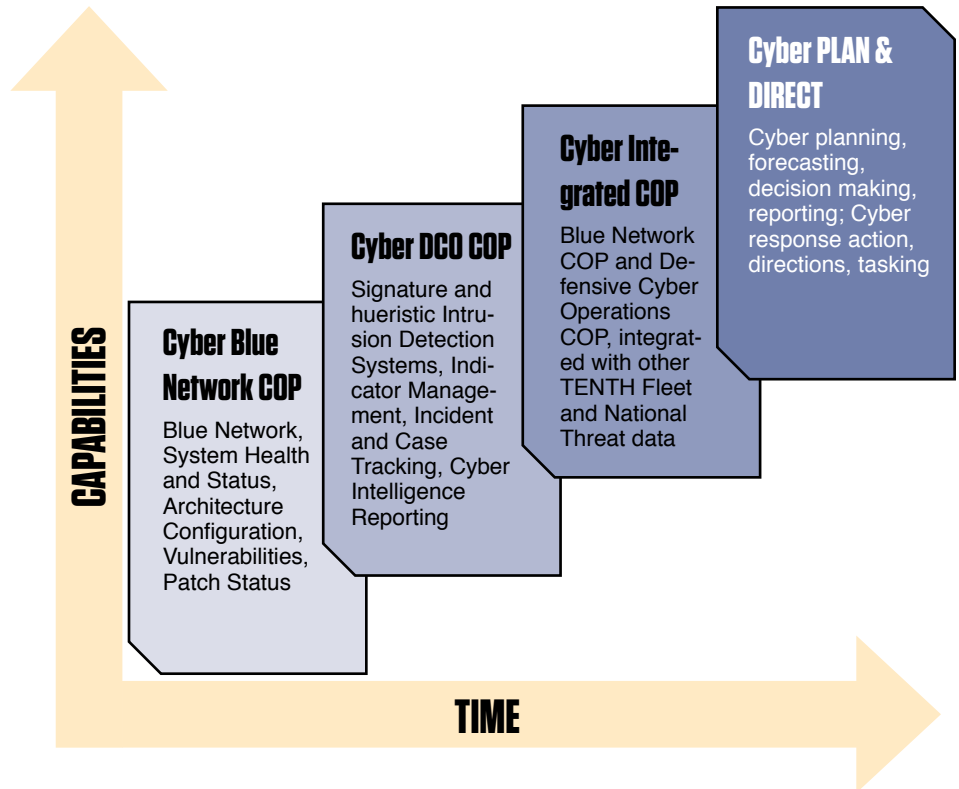 CAPABILITIES
Cyber Blue
Network COP
Blue Network,
System Health
and Status,
Architecture
Configuration,
Vulnerabilities,
Patch Status
Cyber DCO COP
Signature and
hueristic Intru-
sion Detection
Systems, Indi-
cator Manage-
ment, Incident
and Case
Tracking, Cyber
Intelligence
Reporting
Cyber Inte-
grated COP
Blue Network
COP and De-
fensive Cyber
Operations
COP, integrat-
ed with other
TENTH Fleet
and National
Threat data
Cyber PLAN &
DIRECT
Cyber planning,
forecasting,
decision making,
reporting; Cyber
response action,
directions, tasking
TIME